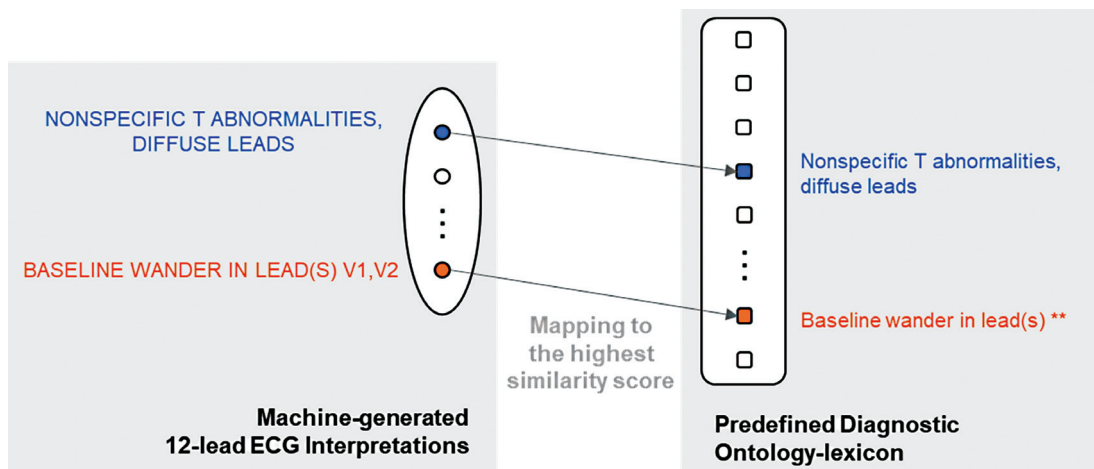 NONSPECIFIC T ABNORMALITIES,
DIFFUSE LEADS
BASELINE WANDER IN LEAD(S) V1,V2
Machine-generated
12-lead ECG Interpretations
Mapping to
the highest
similarity score
Nonspecific T abnormalities,
diffuse leads
Baseline wander in lead(s) **
Predefined Diagnostic
Ontology-lexicon